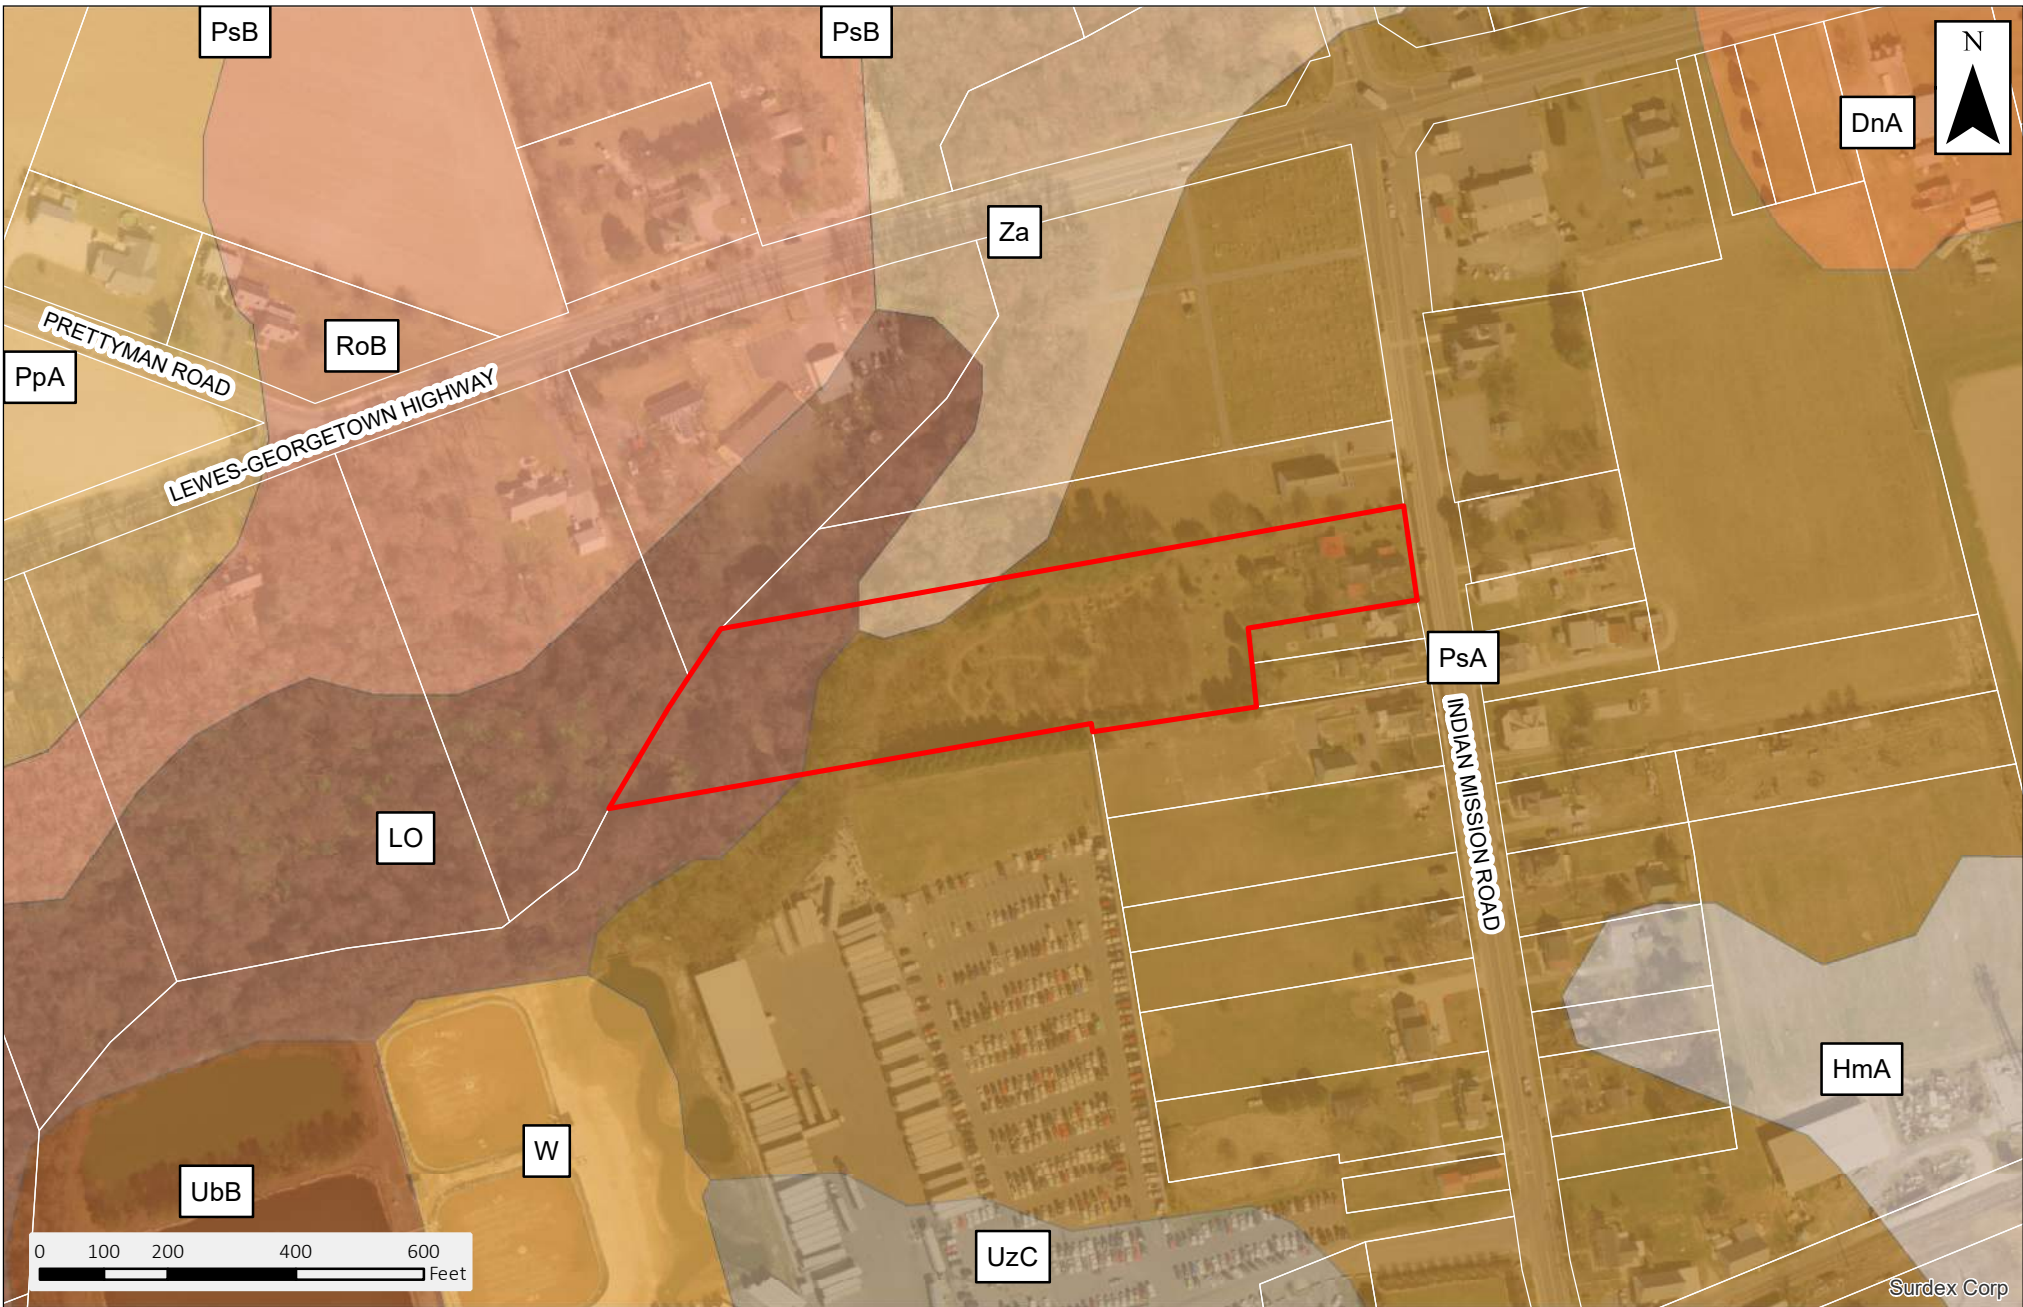 PsB
PsB
N
DnA
Za
RoB
PRETTYMAN ROAD
PpA
LEWES-GEORGETOWN HIGHWAY
PsA
INDIAN MISSION ROAD
LO
HmA
W
UbB
UzC
0 100 200 400 600
Feet
Surdex Corp